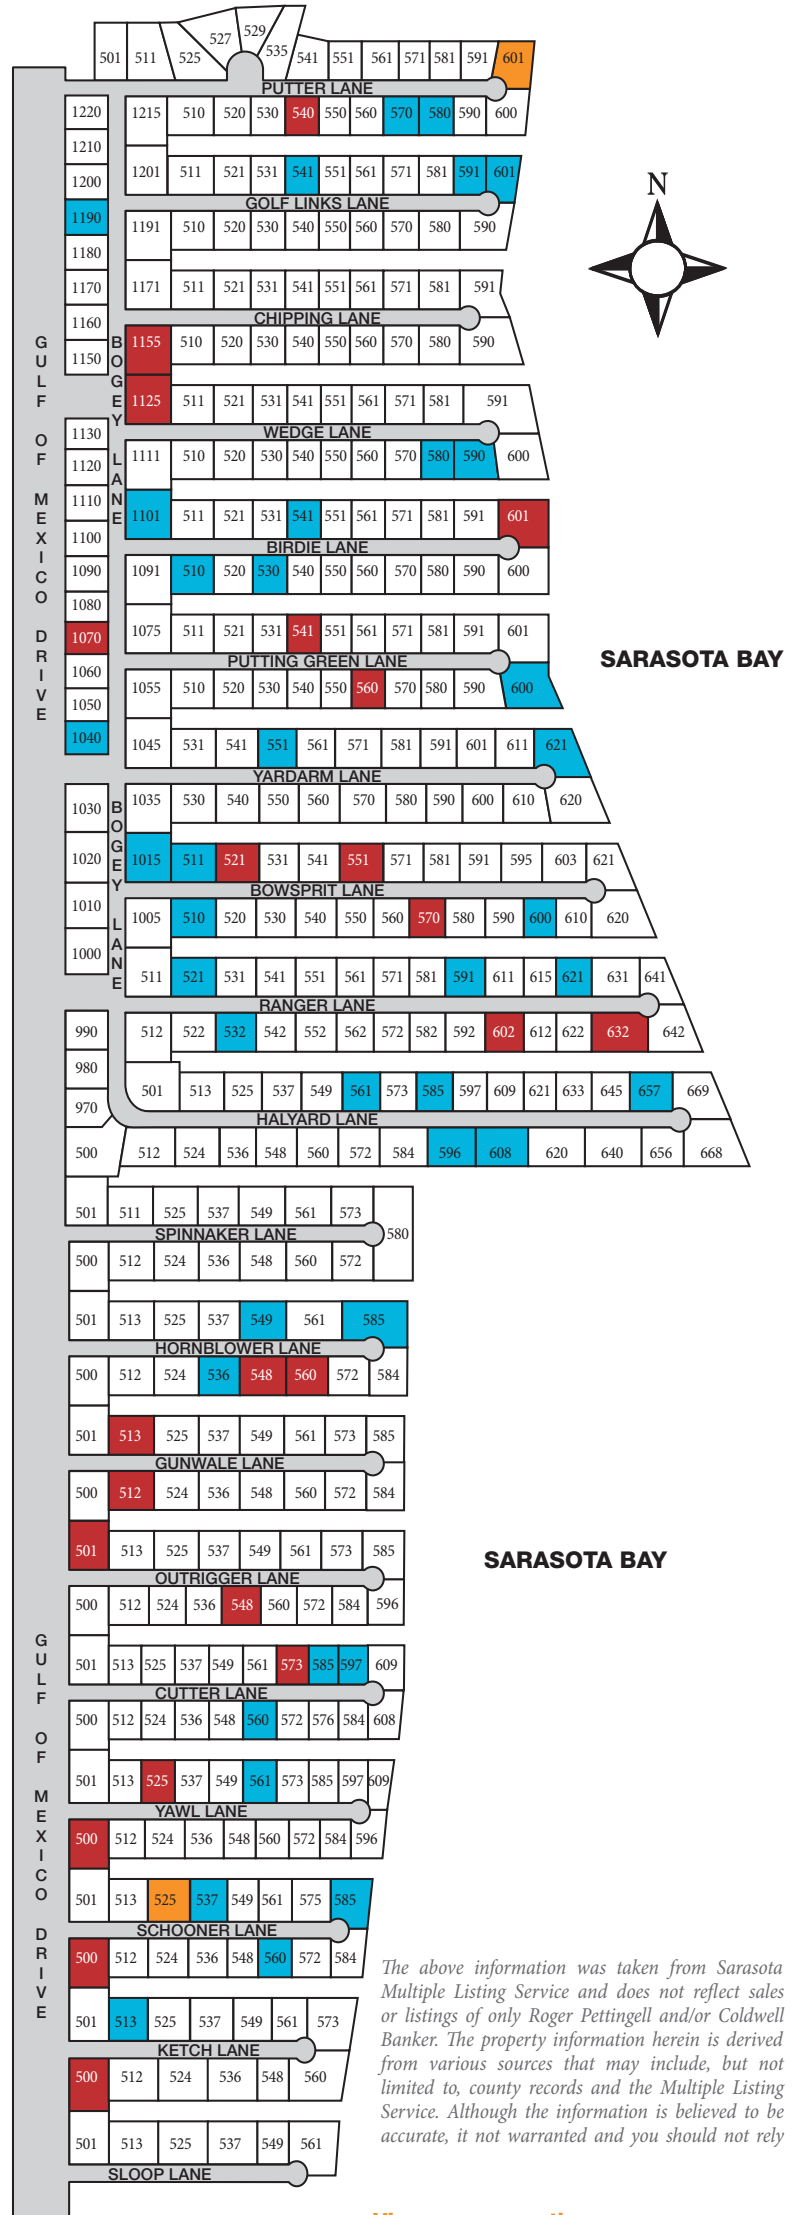 501 511 525 527 529 535 541 551 561 571 581 591 601
PUTTER LANE
1220 1215 510 520 530 540 550 560 570 580 590 600
1210
1200 1201 511 521 531 541 551 561 571 581 591 601
GOLF LINKS LANE
1190 1191 510 520 530 540 550 560 570 580 590
1180
1170 1171 511 521 531 541 551 561 571 581 591
CHIPPING LANE
1160
1150 1155 510 520 530 540 550 560 570 580 590
1125 511 521 531 541 551 561 571 581 591
WEDGE LANE
1130
1120 1111 510 520 530 540 550 560 570 580 590 600
1110
1100 1101 511 521 531 541 551 561 571 581 591 601
BIRDIE LANE
1090 1091 510 520 530 540 550 560 570 580 590 600
1080
1070 1075 511 521 531 541 551 561 571 581 591 601
PUTTING GREEN LANE
1060
1050 1055 510 520 530 540 550 560 570 580 590 600
1040 1045 531 541 551 561 571 581 591 601 611 621
YARDARM LANE
1030 1035 530 540 550 560 570 580 590 600 610 620
1020 1015 511 521 531 541 551 571 581 591 595 603 621
BOWSPRIT LANE
1010 1005 510 520 530 540 550 560 570 580 590 600 610 620
1000 511 521 531 541 551 561 571 581 591 611 615 621 631 641
RANGER LANE
990 512 522 532 542 552 562 572 582 592 602 612 622 632 642
980
970 501 513 525 537 549 561 573 585 597 609 621 633 645 657 669
HALYARD LANE
500 512 524 536 548 560 572 584 596 608 620 640 656 668
501 511 525 537 549 561 573 580
SPINNAKER LANE
500 512 524 536 548 560 572
501 513 525 537 549 561 585
HORNBLOWER LANE
500 512 524 536 548 560 572 584
501 513 525 537 549 561 573 585
GUNWALE LANE
500 512 524 536 548 560 572 584
501 513 525 537 549 561 573 585
OUTRIGGER LANE
500 512 524 536 548 560 572 584 596
501 513 525 537 549 561 573 585 597 609
CUTTER LANE
500 512 524 536 548 560 572 576 584 608
501 513 525 537 549 561 573 585 597 609
YAWL LANE
500 512 524 536 548 560 572 584 596
501 513 525 537 549 561 575 585
SCHOONER LANE
500 512 524 536 548 560 572 584
501 513 525 537 549 561 573
KETCH LANE
500 512 524 536 548 560
501 513 525 537 549 561
SLOOP LANE
GULF OF MEXICO DRIVE
BOGEY LANE
BOGEY LANE
GULF OF MEXICO DRIVE
N
SARASOTA BAY
SARASOTA BAY
The above information was taken from Sarasota
Multiple Listing Service and does not reflect sales
or listings of only Roger Pettingell and/or Coldwell
Banker. The property information herein is derived
from various sources that may include, but not
limited to, county records and the Multiple Listing
Service. Although the information is believed to be
accurate, it not warranted and you should not rely